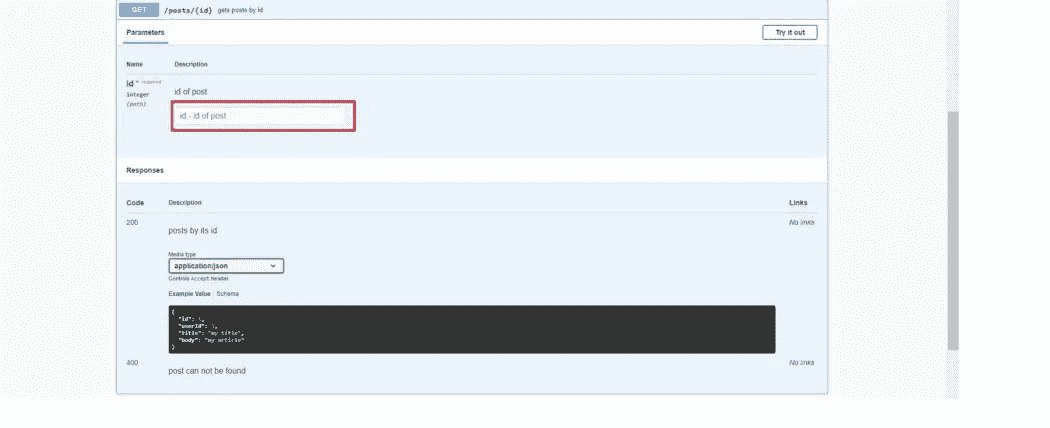 GET /posts/{id} gets posts by id
Parameters
Try it out
Name Description
id * required
integer
(path)
id of post
id - id of post
Responses
Code Description Links
200 No links
posts by its id
Media type
application/json
Controls Accept header.
Example Value Schema
{
"id": 1,
"userId": 1,
"title": "my title",
"body": "my article"
}
400 No links
post can not be found